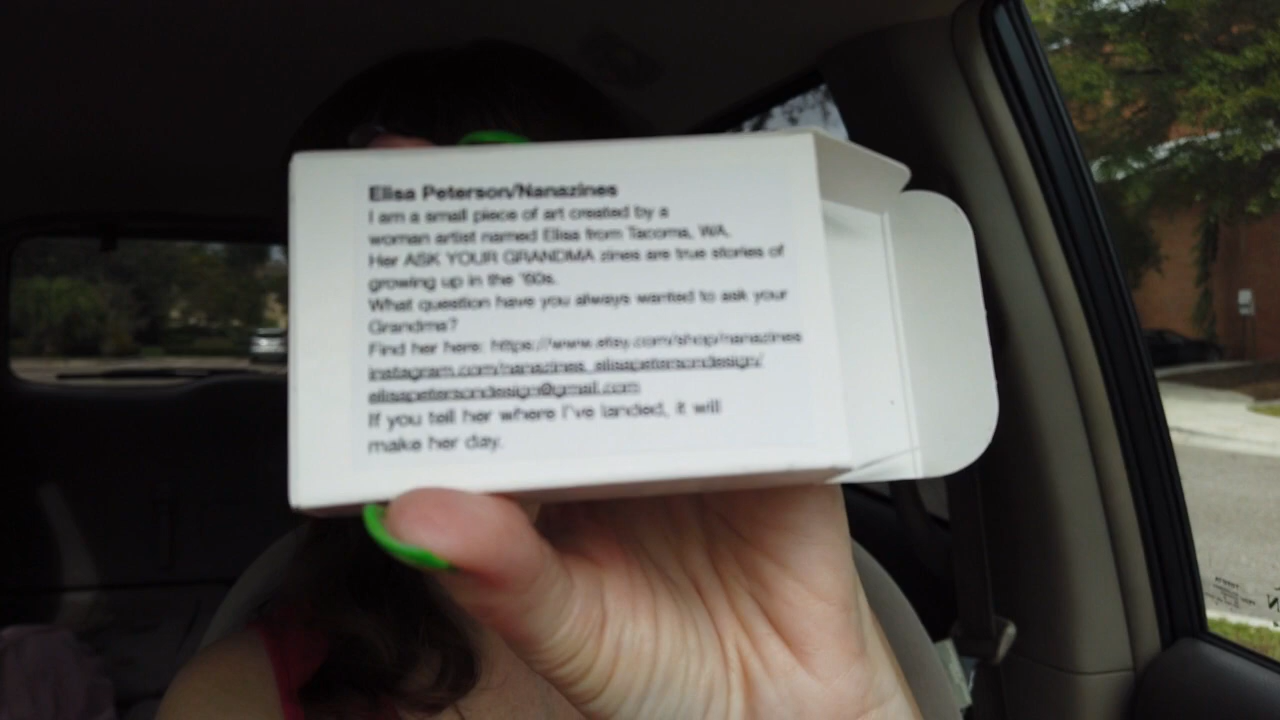 Elisa Peterson/Nanazines
I am a small piece of art created by a
woman artist named Elisa from Tacoma, WA.
Her ASK YOUR GRANDMA zines are true stories of
growing up in the '60s.
What question have you always wanted to ask your
Grandma?
Find her here: https://www.etsy.com/shop/nanazines
instagram.com/nanazines_elisapetersondesign/
elisapetersondesign@gmail.com
If you tell her where I've landed, it will
make her day.